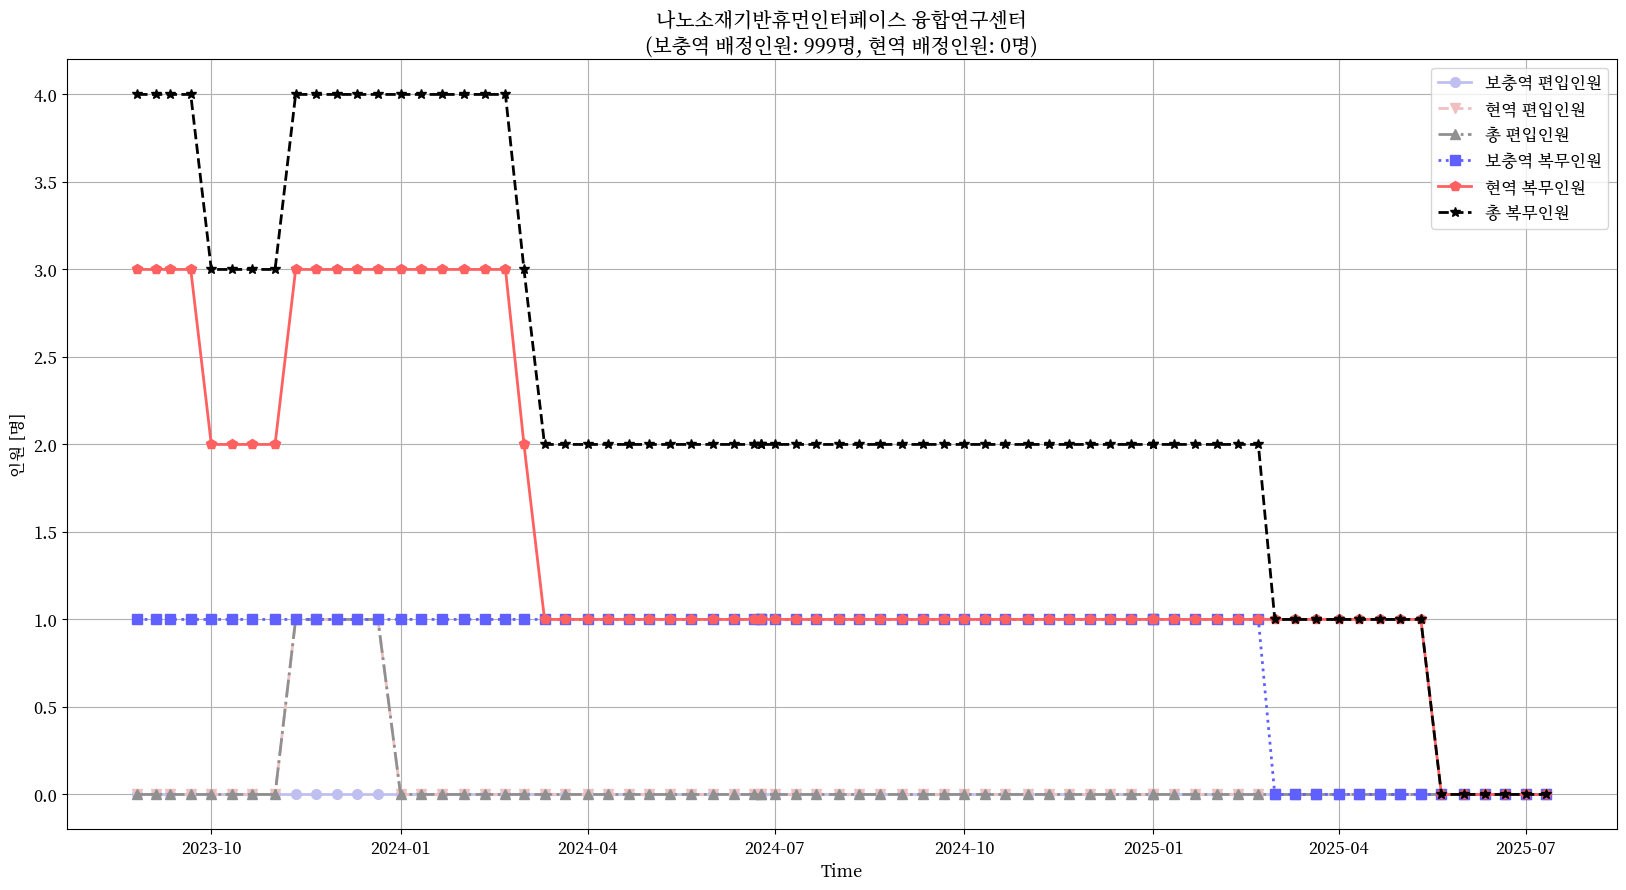 나노소재기반휴먼인터페이스 융합연구센터
(보충역 배정인원: 999명, 현역 배정인원: 0명)
보충역 편입인원
현역 편입인원
총 편입인원
보충역 복무인원
현역 복무인원
총 복무인원
인원 [명]
4.0
3.5
3.0
2.5
2.0
1.5
1.0
0.5
0.0
2023-10
2024-01
2024-04
2024-07
2024-10
2025-01
2025-04
2025-07
Time